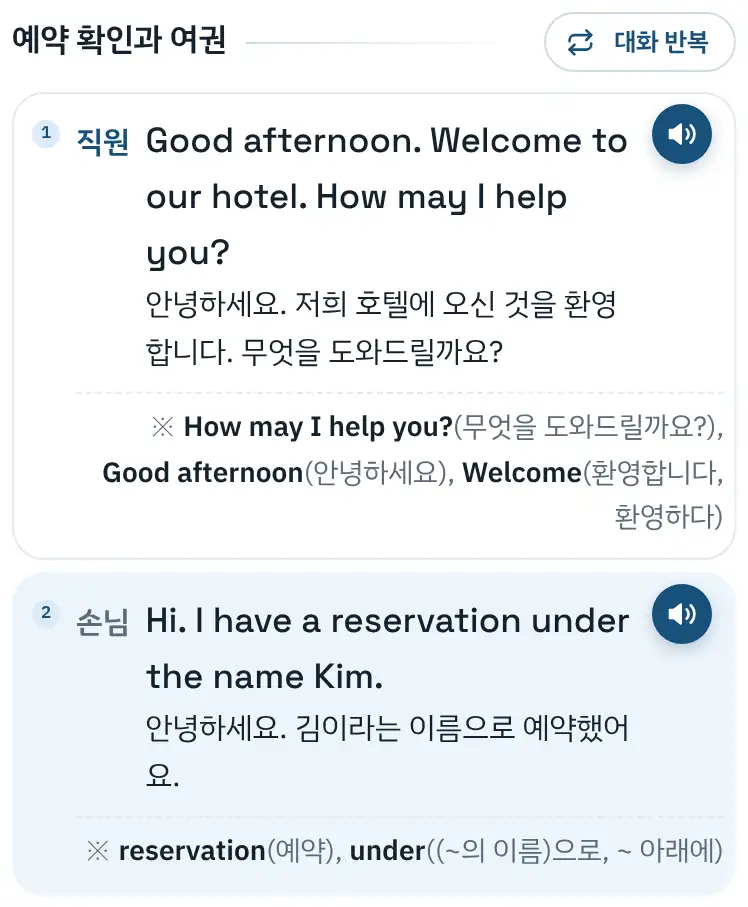 예약 확인과 여권
대화 반복
1
직원
Good afternoon. Welcome to
our hotel. How may I help
you?
안녕하세요. 저희 호텔에 오신 것을 환영
합니다. 무엇을 도와드릴까요?
※ How may I help you?(무엇을 도와드릴까요?),
Good afternoon(안녕하세요), Welcome(환영합니다,
환영하다)
2
손님
Hi. I have a reservation under
the name Kim.
안녕하세요. 김이라는 이름으로 예약했어
요.
※ reservation(예약), under((~의 이름)으로, ~ 아래에)